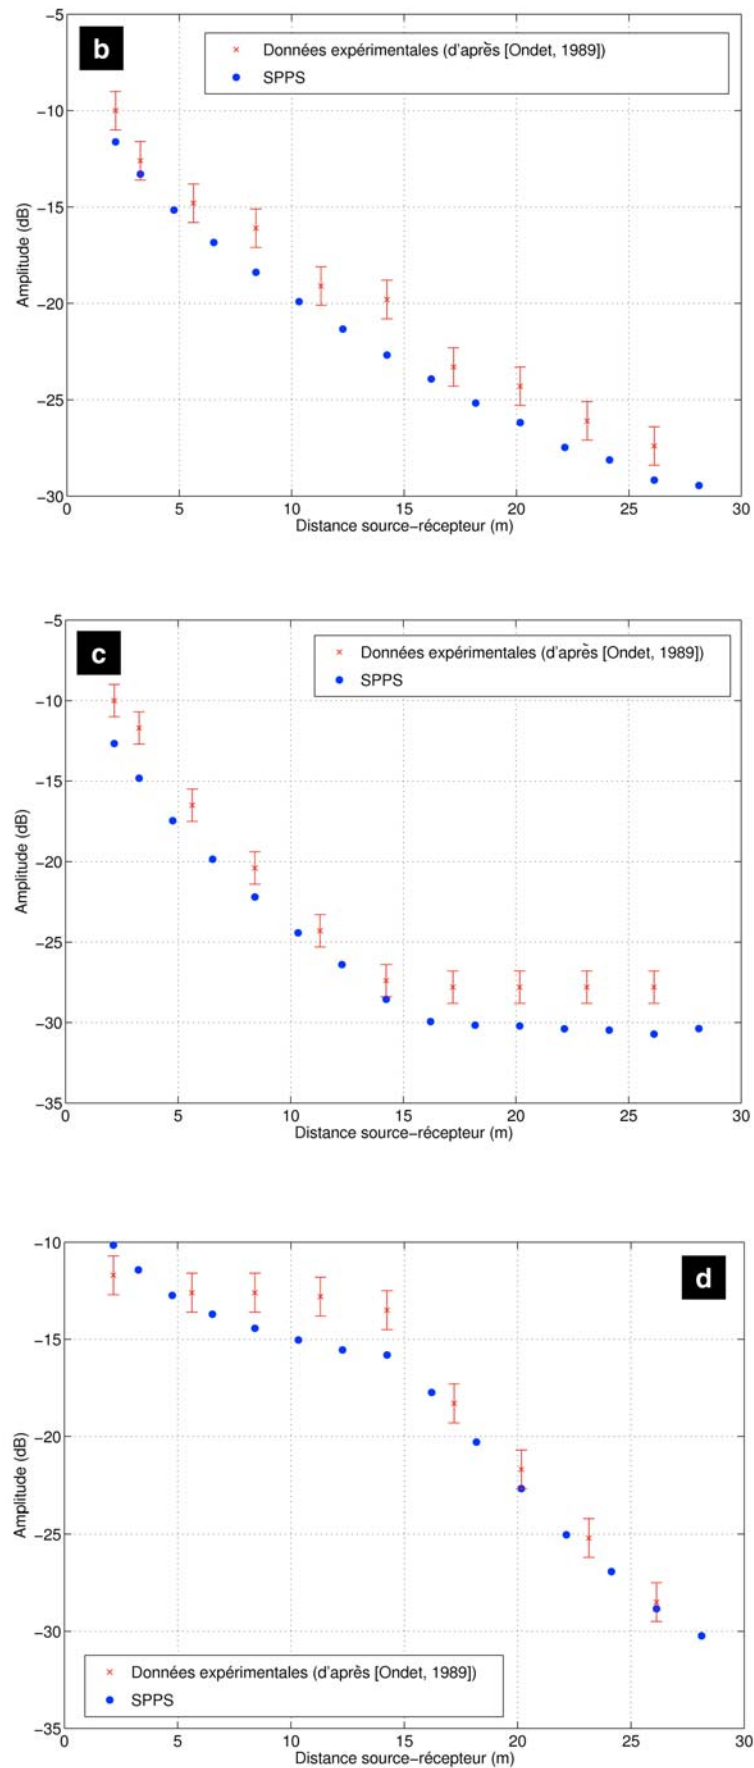 b
Données expérimentales (d'après [Ondet, 1989])
SPPS
Amplitude (dB)
−5
−10
−15
−20
−25
−30
0 5 10 15 20 25 30
Distance source−récepteur (m)
c
Données expérimentales (d'après [Ondet, 1989])
SPPS
Amplitude (dB)
−5
−10
−15
−20
−25
−30
−35
0 5 10 15 20 25 30
Distance source−récepteur (m)
d
Amplitude (dB)
−10
−15
−20
−25
−30
−35
Données expérimentales (d'après [Ondet, 1989])
SPPS
0 5 10 15 20 25 30
Distance source−récepteur (m)